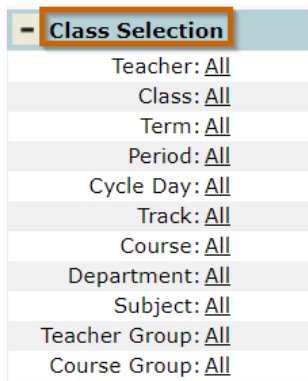 − Class Selection
Teacher: All
Class: All
Term: All
Period: All
Cycle Day: All
Track: All
Course: All
Department: All
Subject: All
Teacher Group: All
Course Group: All